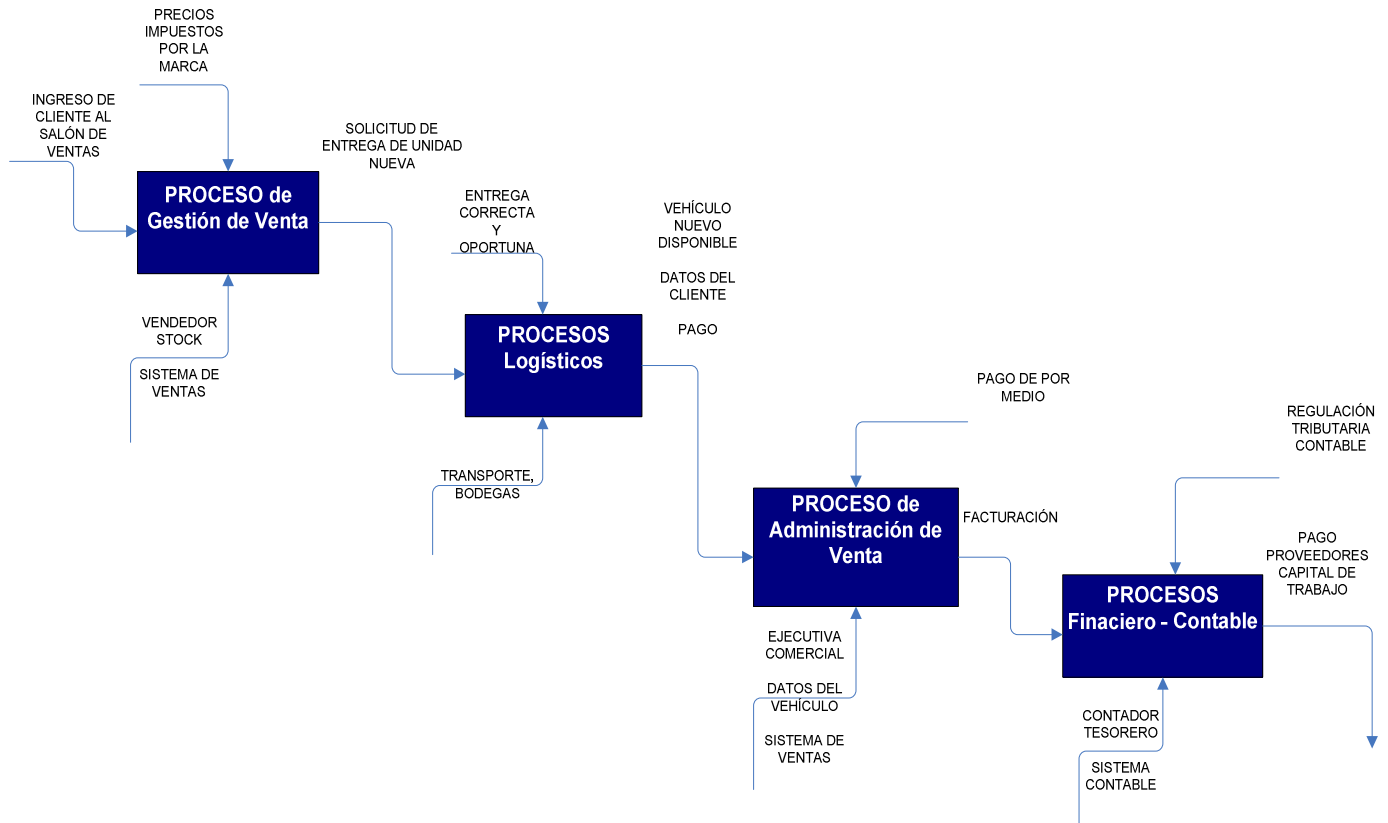 PRECIOS
IMPUESTOS
POR LA
MARCA
INGRESO DE
CLIENTE AL
SALÓN DE
VENTAS
PROCESO de
Gestión de Venta
VENDEDOR
STOCK
SISTEMA DE
VENTAS
SOLICITUD DE
ENTREGA DE UNIDAD
NUEVA
ENTREGA
CORRECTA
Y
OPORTUNA
PROCESOS
Logísticos
TRANSPORTE,
BODEGAS
VEHÍCULO
NUEVO
DISPONIBLE
DATOS DEL
CLIENTE
PAGO
PAGO DE POR
MEDIO
PROCESO de
Administración de
Venta
EJECUTIVA
COMERCIAL
DATOS DEL
VEHÍCULO
SISTEMA DE
VENTAS
FACTURACIÓN
REGULACIÓN
TRIBUTARIA
CONTABLE
PROCESOS
Finaciero - Contable
CONTADOR
TESORERO
SISTEMA
CONTABLE
PAGO
PROVEEDORES
CAPITAL DE
TRABAJO